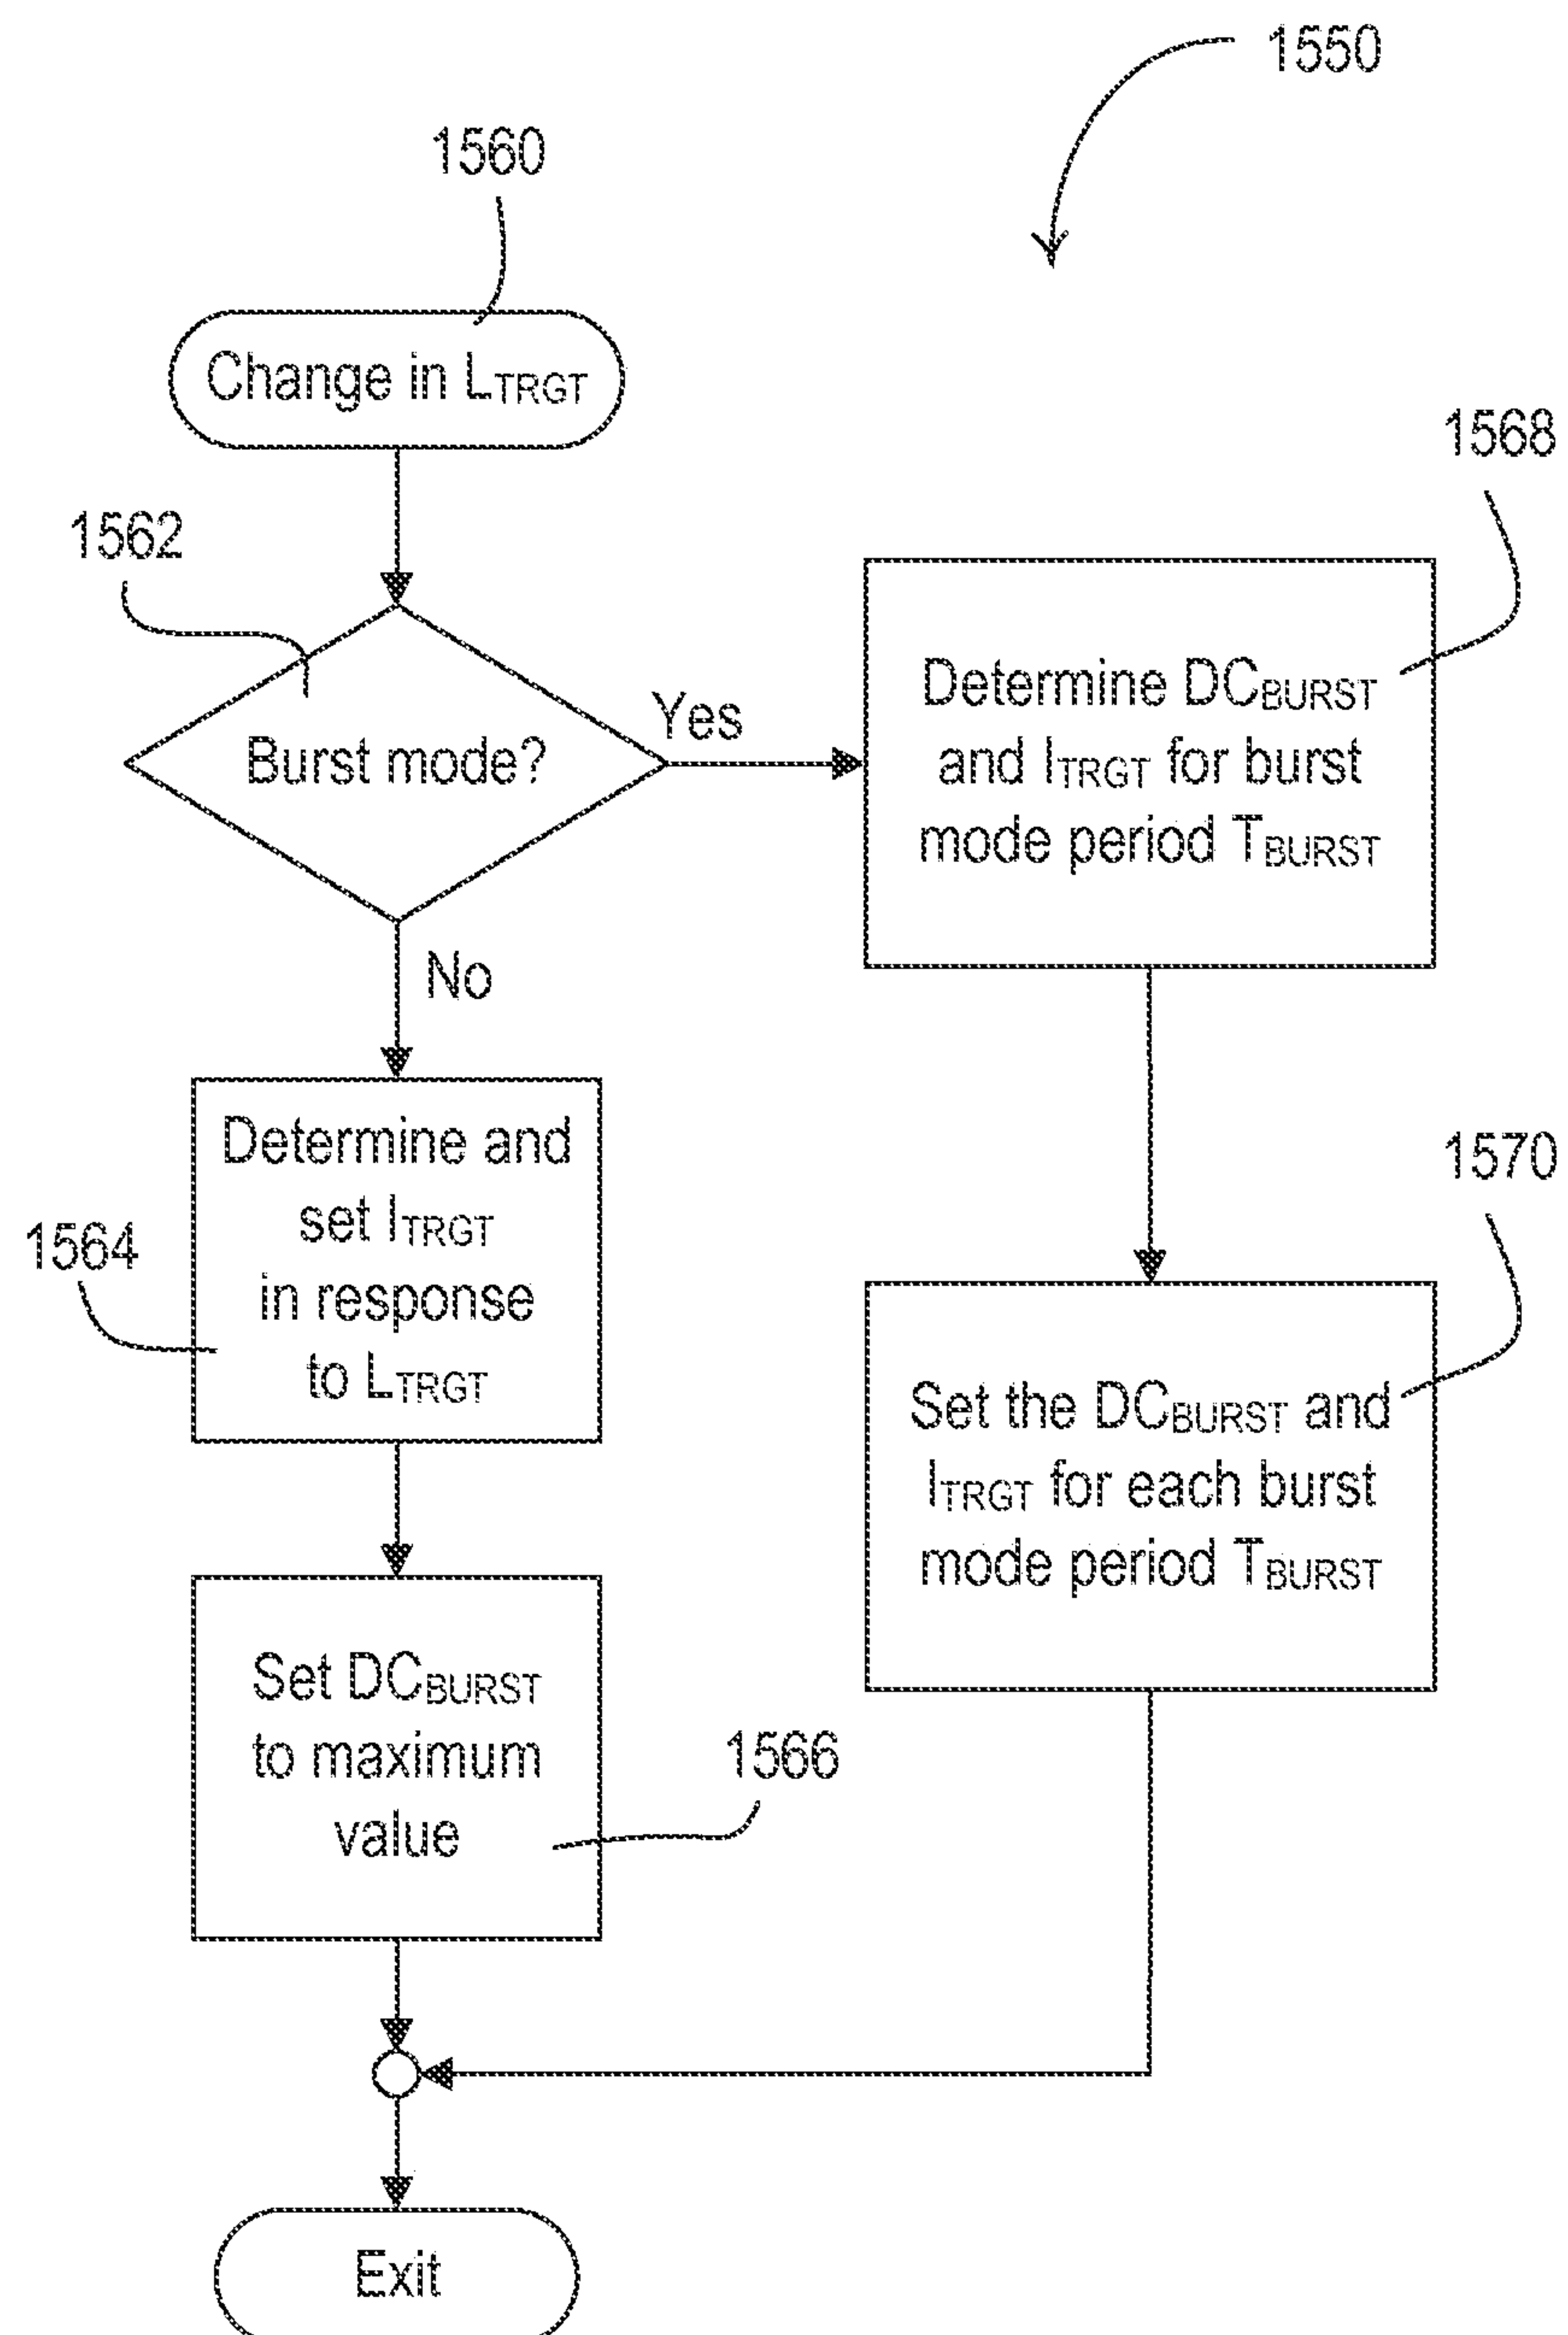 1550
1560
Change in LTRGT
1562
Burst mode?
Yes
No
1568
Determine DCBURST
and ITRGT for burst
mode period TBURST
1564
Determine and
set ITRGT
in response
to LTRGT
1570
Set the DCBURST and
ITRGT for each burst
mode period TBURST
Set DCBURST
to maximum
value
1566
Exit